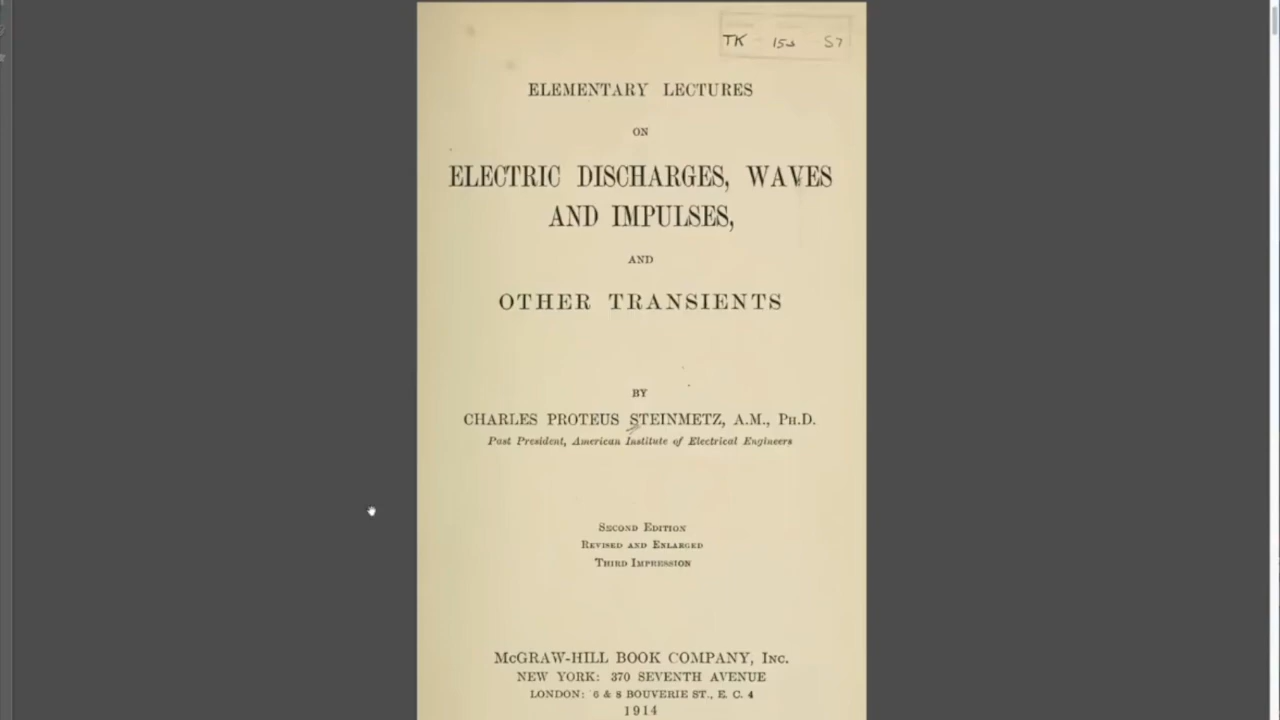 TK 153 S7
ELEMENTARY LECTURES
ON
ELECTRIC DISCHARGES, WAVES
AND IMPULSES,
AND
OTHER TRANSIENTS
BY
CHARLES PROTEUS STEINMETZ, A.M., PH.D.
Past President, American Institute of Electrical Engineers
SECOND EDITION
REVISED AND ENLARGED
THIRD IMPRESSION
McGRAW-HILL BOOK COMPANY, INC.
NEW YORK: 370 SEVENTH AVENUE
LONDON: 6 & 8 BOUVERIE ST., E. C. 4
1914